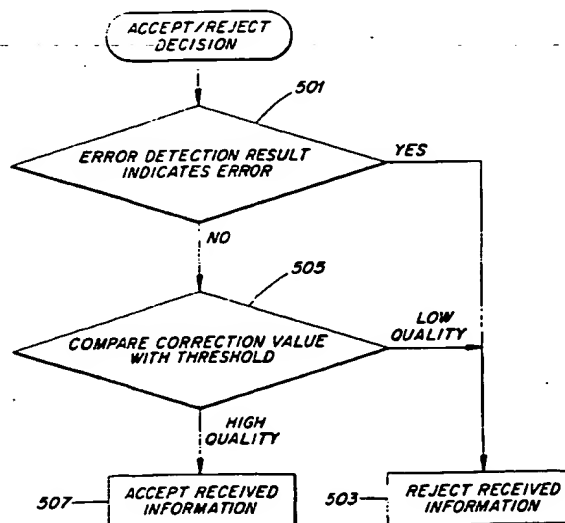 ACCEPT/REJECT
DECISION
501
ERROR DETECTION RESULT
INDICATES ERROR
YES
NO
505
COMPARE CORRECTION VALUE
WITH THRESHOLD
LOW
QUALITY
HIGH
QUALITY
507
ACCEPT RECEIVED
INFORMATION
503
REJECT RECEIVED
INFORMATION